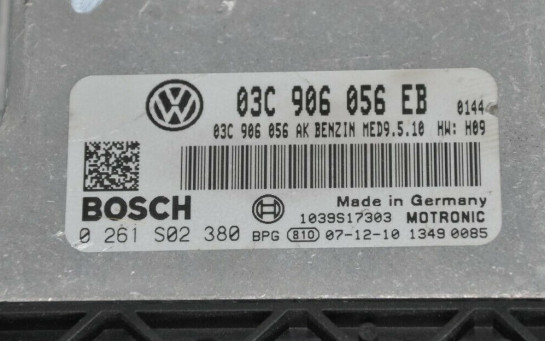 03C 906 056 EB 0144
03C 906 056 AK BENZIN MED9.5.10 HW: H09
Made in Germany
BOSCH 1039S17303 MOTRONIC
0 261 S02 380 BPG 810 07-12-10 1349 0085